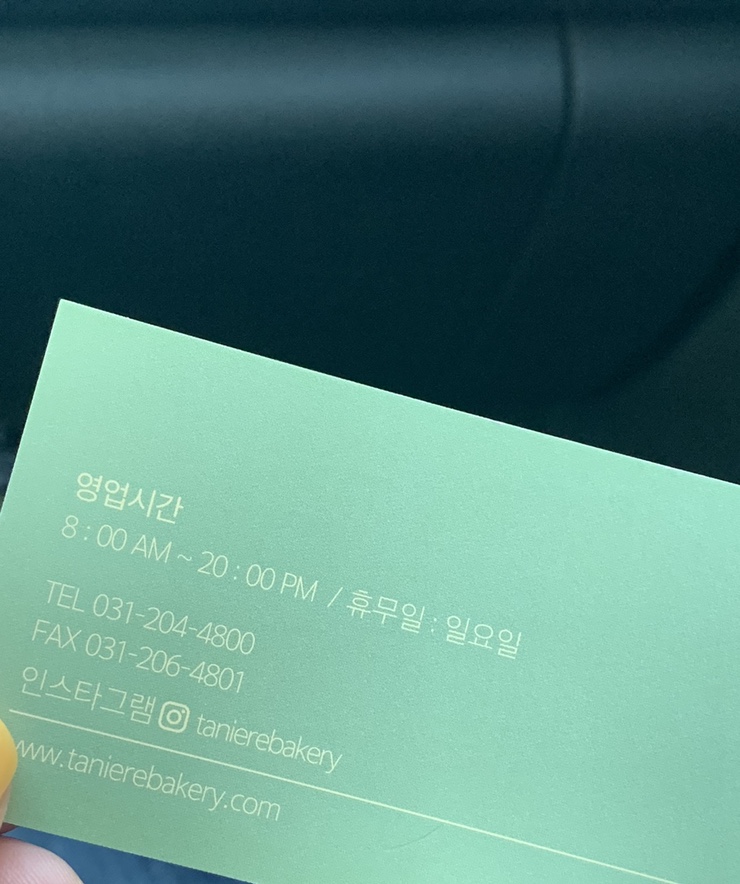 영업시간
8 : 00 AM ~ 20 : 00 PM / 휴무일 : 일요일
TEL 031-204-4800
FAX 031-206-4801
인스타그램 tanierebakery
www.tanierebakery.com